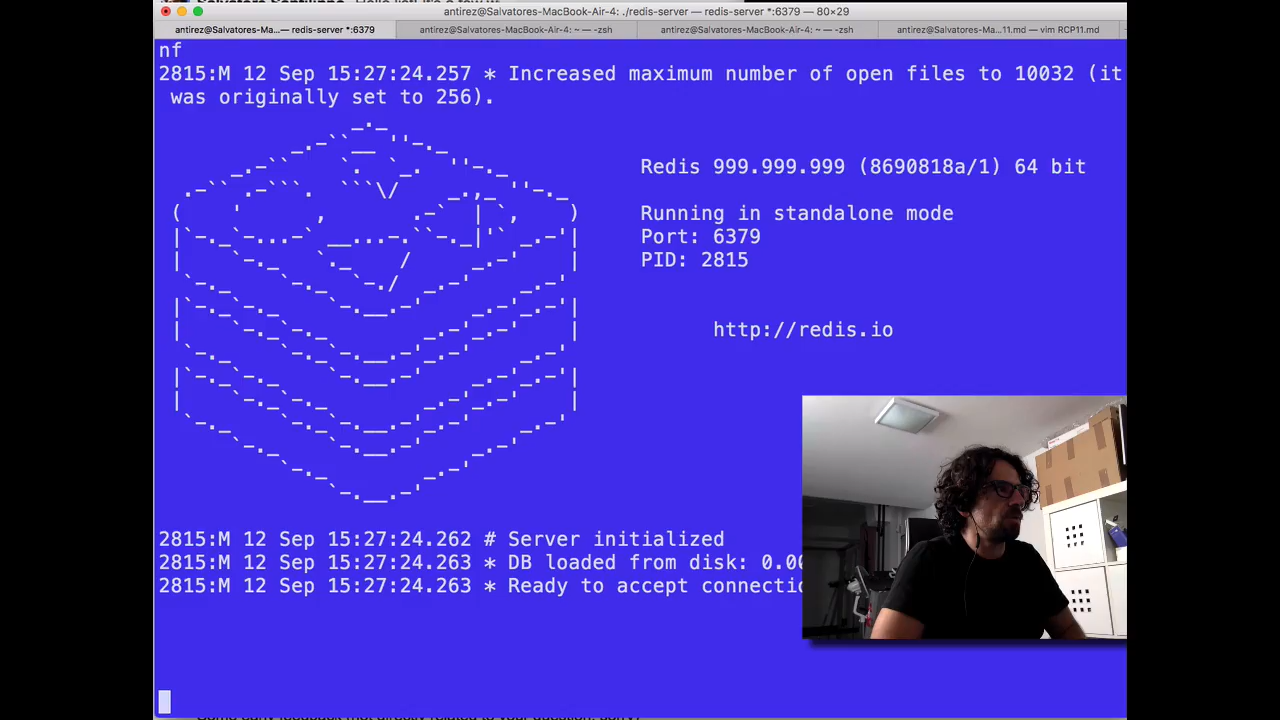 antirez@Salvatores-MacBook-Air-4: ./redis-server — redis-server *:6379 — 80×29
antirez@Salvatores-Ma...— redis-server *:6379
antirez@Salvatores-MacBook-Air-4: ~ — -zsh
antirez@Salvatores-MacBook-Air-4: ~ — -zsh
antirez@Salvatores-Ma...11.md — vim RCP11.md
nf
2815:M 12 Sep 15:27:24.257 * Increased maximum number of open files to 10032 (it
was originally set to 256).
Redis 999.999.999 (8690818a/1) 64 bit
Running in standalone mode
Port: 6379
PID: 2815
http://redis.io
2815:M 12 Sep 15:27:24.262 # Server initialized
2815:M 12 Sep 15:27:24.263 * DB loaded from disk: 0.00
2815:M 12 Sep 15:27:24.263 * Ready to accept connectio